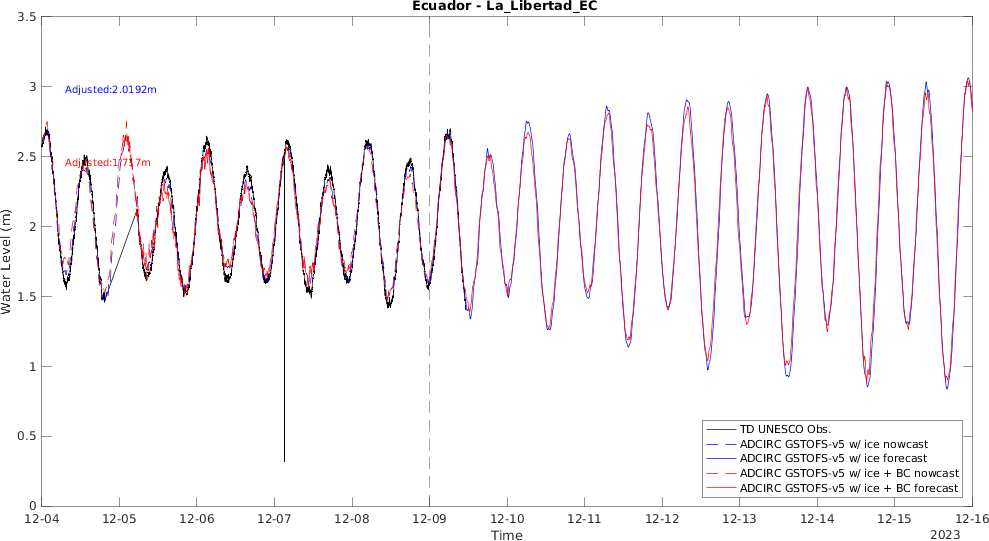 Ecuador - La_Libertad_EC
3.5
3
2.5
2
1.5
1
0.5
0
Water Level (m)
Adjusted:2.0192m
Adjusted:1.717m
TD UNESCO Obs.
ADCIRC GSTOFS-v5 w/ ice nowcast
ADCIRC GSTOFS-v5 w/ ice forecast
ADCIRC GSTOFS-v5 w/ ice + BC nowcast
ADCIRC GSTOFS-v5 w/ ice + BC forecast
12-04 12-05 12-06 12-07 12-08 12-09 12-10 12-11 12-12 12-13 12-14 12-15 12-16
Time
2023